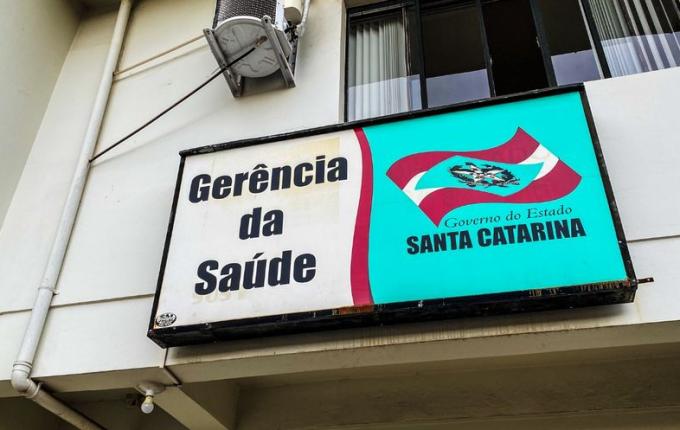 Gerência
da
Saúde
Governo do Estado
SANTA CATARINA